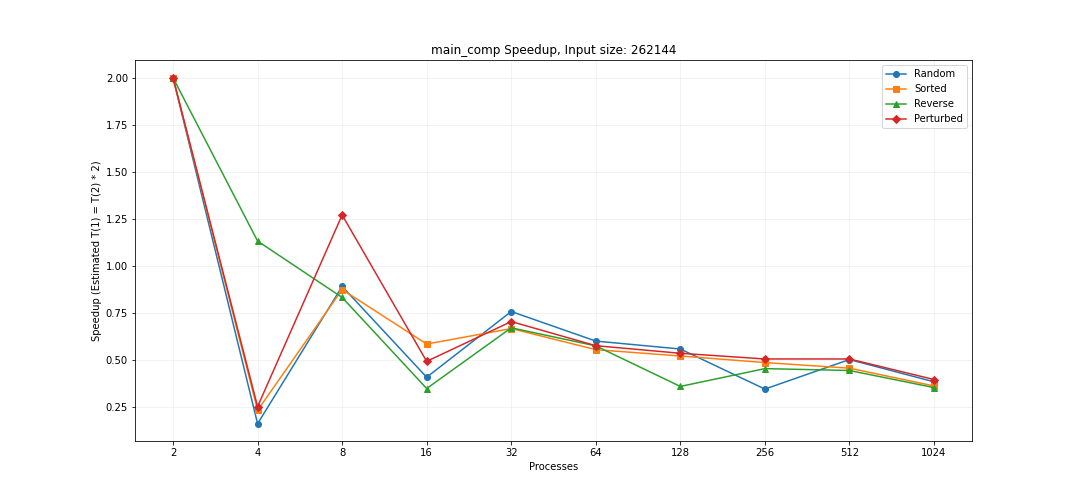 main_comp Speedup, Input size: 262144
Speedup (Estimated T(1) = T(2) * 2)
2.00
1.75
1.50
1.25
1.00
0.75
0.50
0.25
Random
Sorted
Reverse
Perturbed
2 4 8 16 32 64 128 256 512 1024
Processes